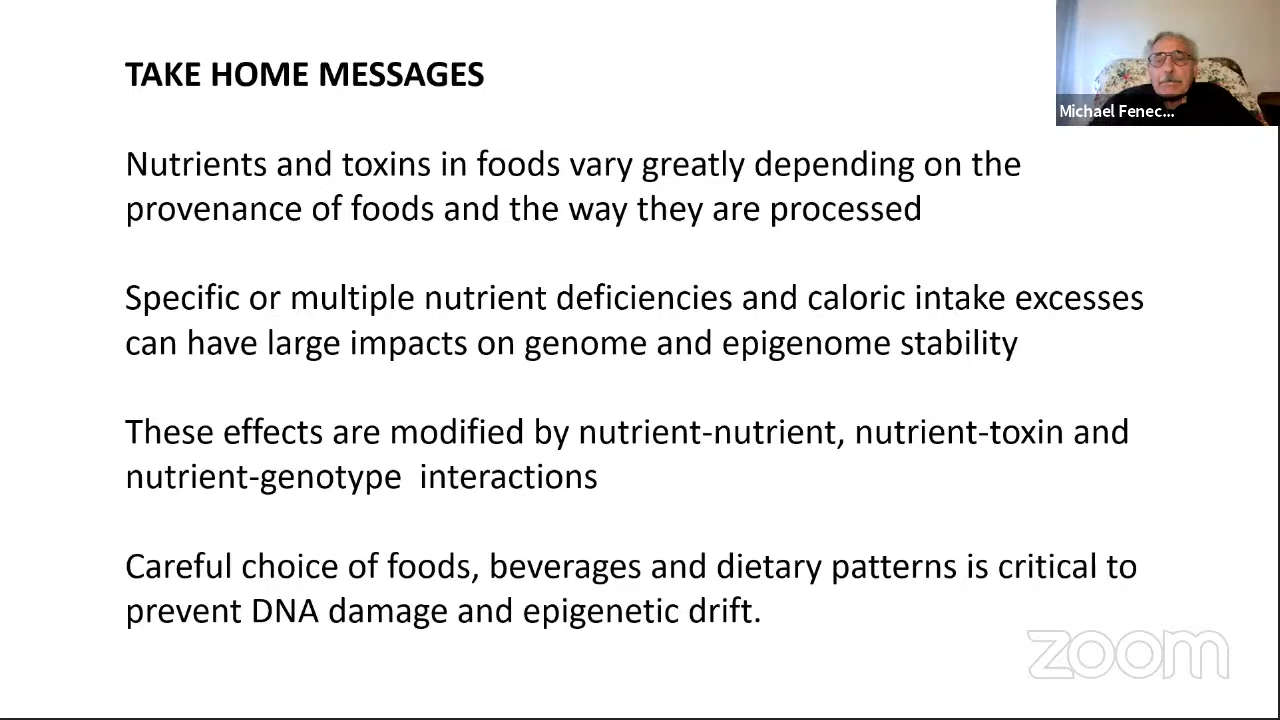 TAKE HOME MESSAGES
Michael Fenec...
Nutrients and toxins in foods vary greatly depending on the
provenance of foods and the way they are processed
Specific or multiple nutrient deficiencies and caloric intake excesses
can have large impacts on genome and epigenome stability
These effects are modified by nutrient-nutrient, nutrient-toxin and
nutrient-genotype  interactions
Careful choice of foods, beverages and dietary patterns is critical to
prevent DNA damage and epigenetic drift.
zoom